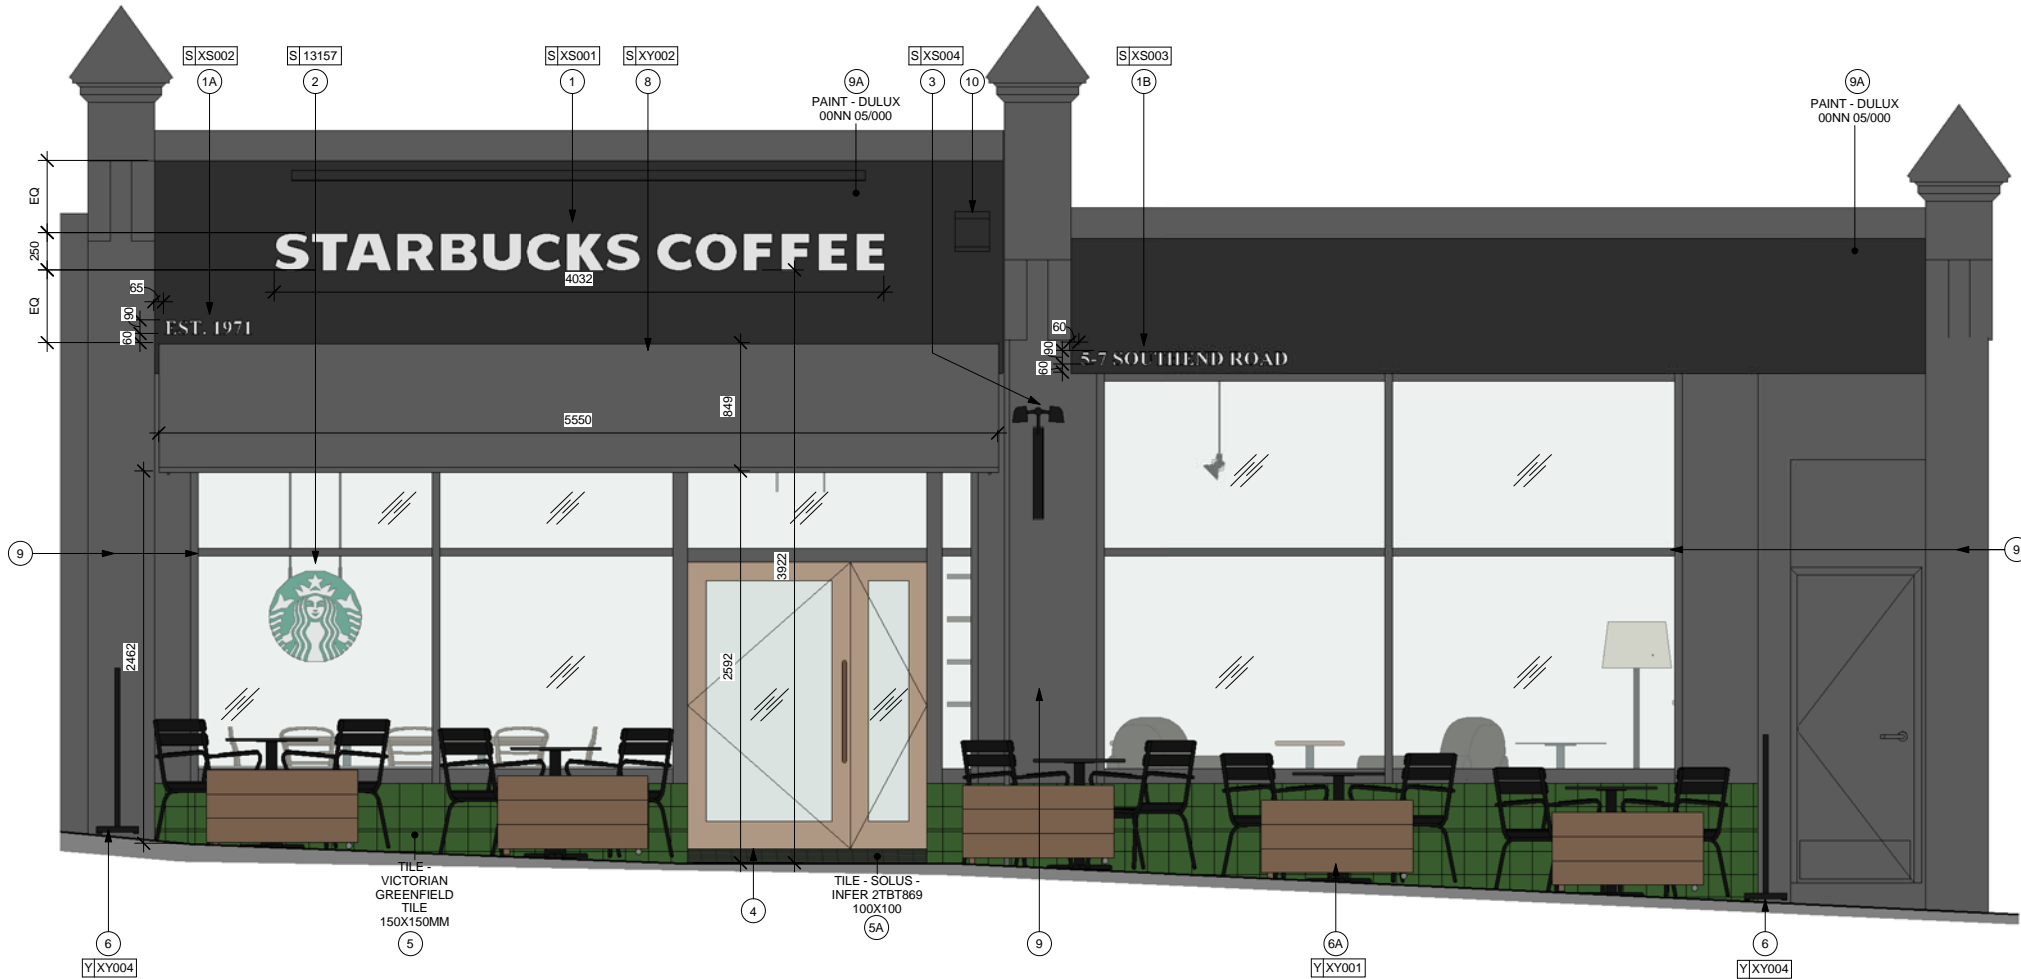 S XS002
1A
S 13157
2
S XS001
1
S XY002
8
9A
PAINT - DULUX
00NN 05/000
S XS004
3
10
S XS003
1B
9A
PAINT - DULUX
00NN 05/000
EQ
250
EQ
65
90
60
STARBUCKS COFFEE
4032
EST. 1971
60
90
60
5-7 SOUTHEND ROAD
849
5550
9
9
3922
2462
2592
TILE -
VICTORIAN
GREENFIELD
TILE
150X150MM
5
4
TILE - SOLUS -
INFER 2TBT869
100X100
5A
6
Y XY004
9
6A
Y XY001
6
Y XY004